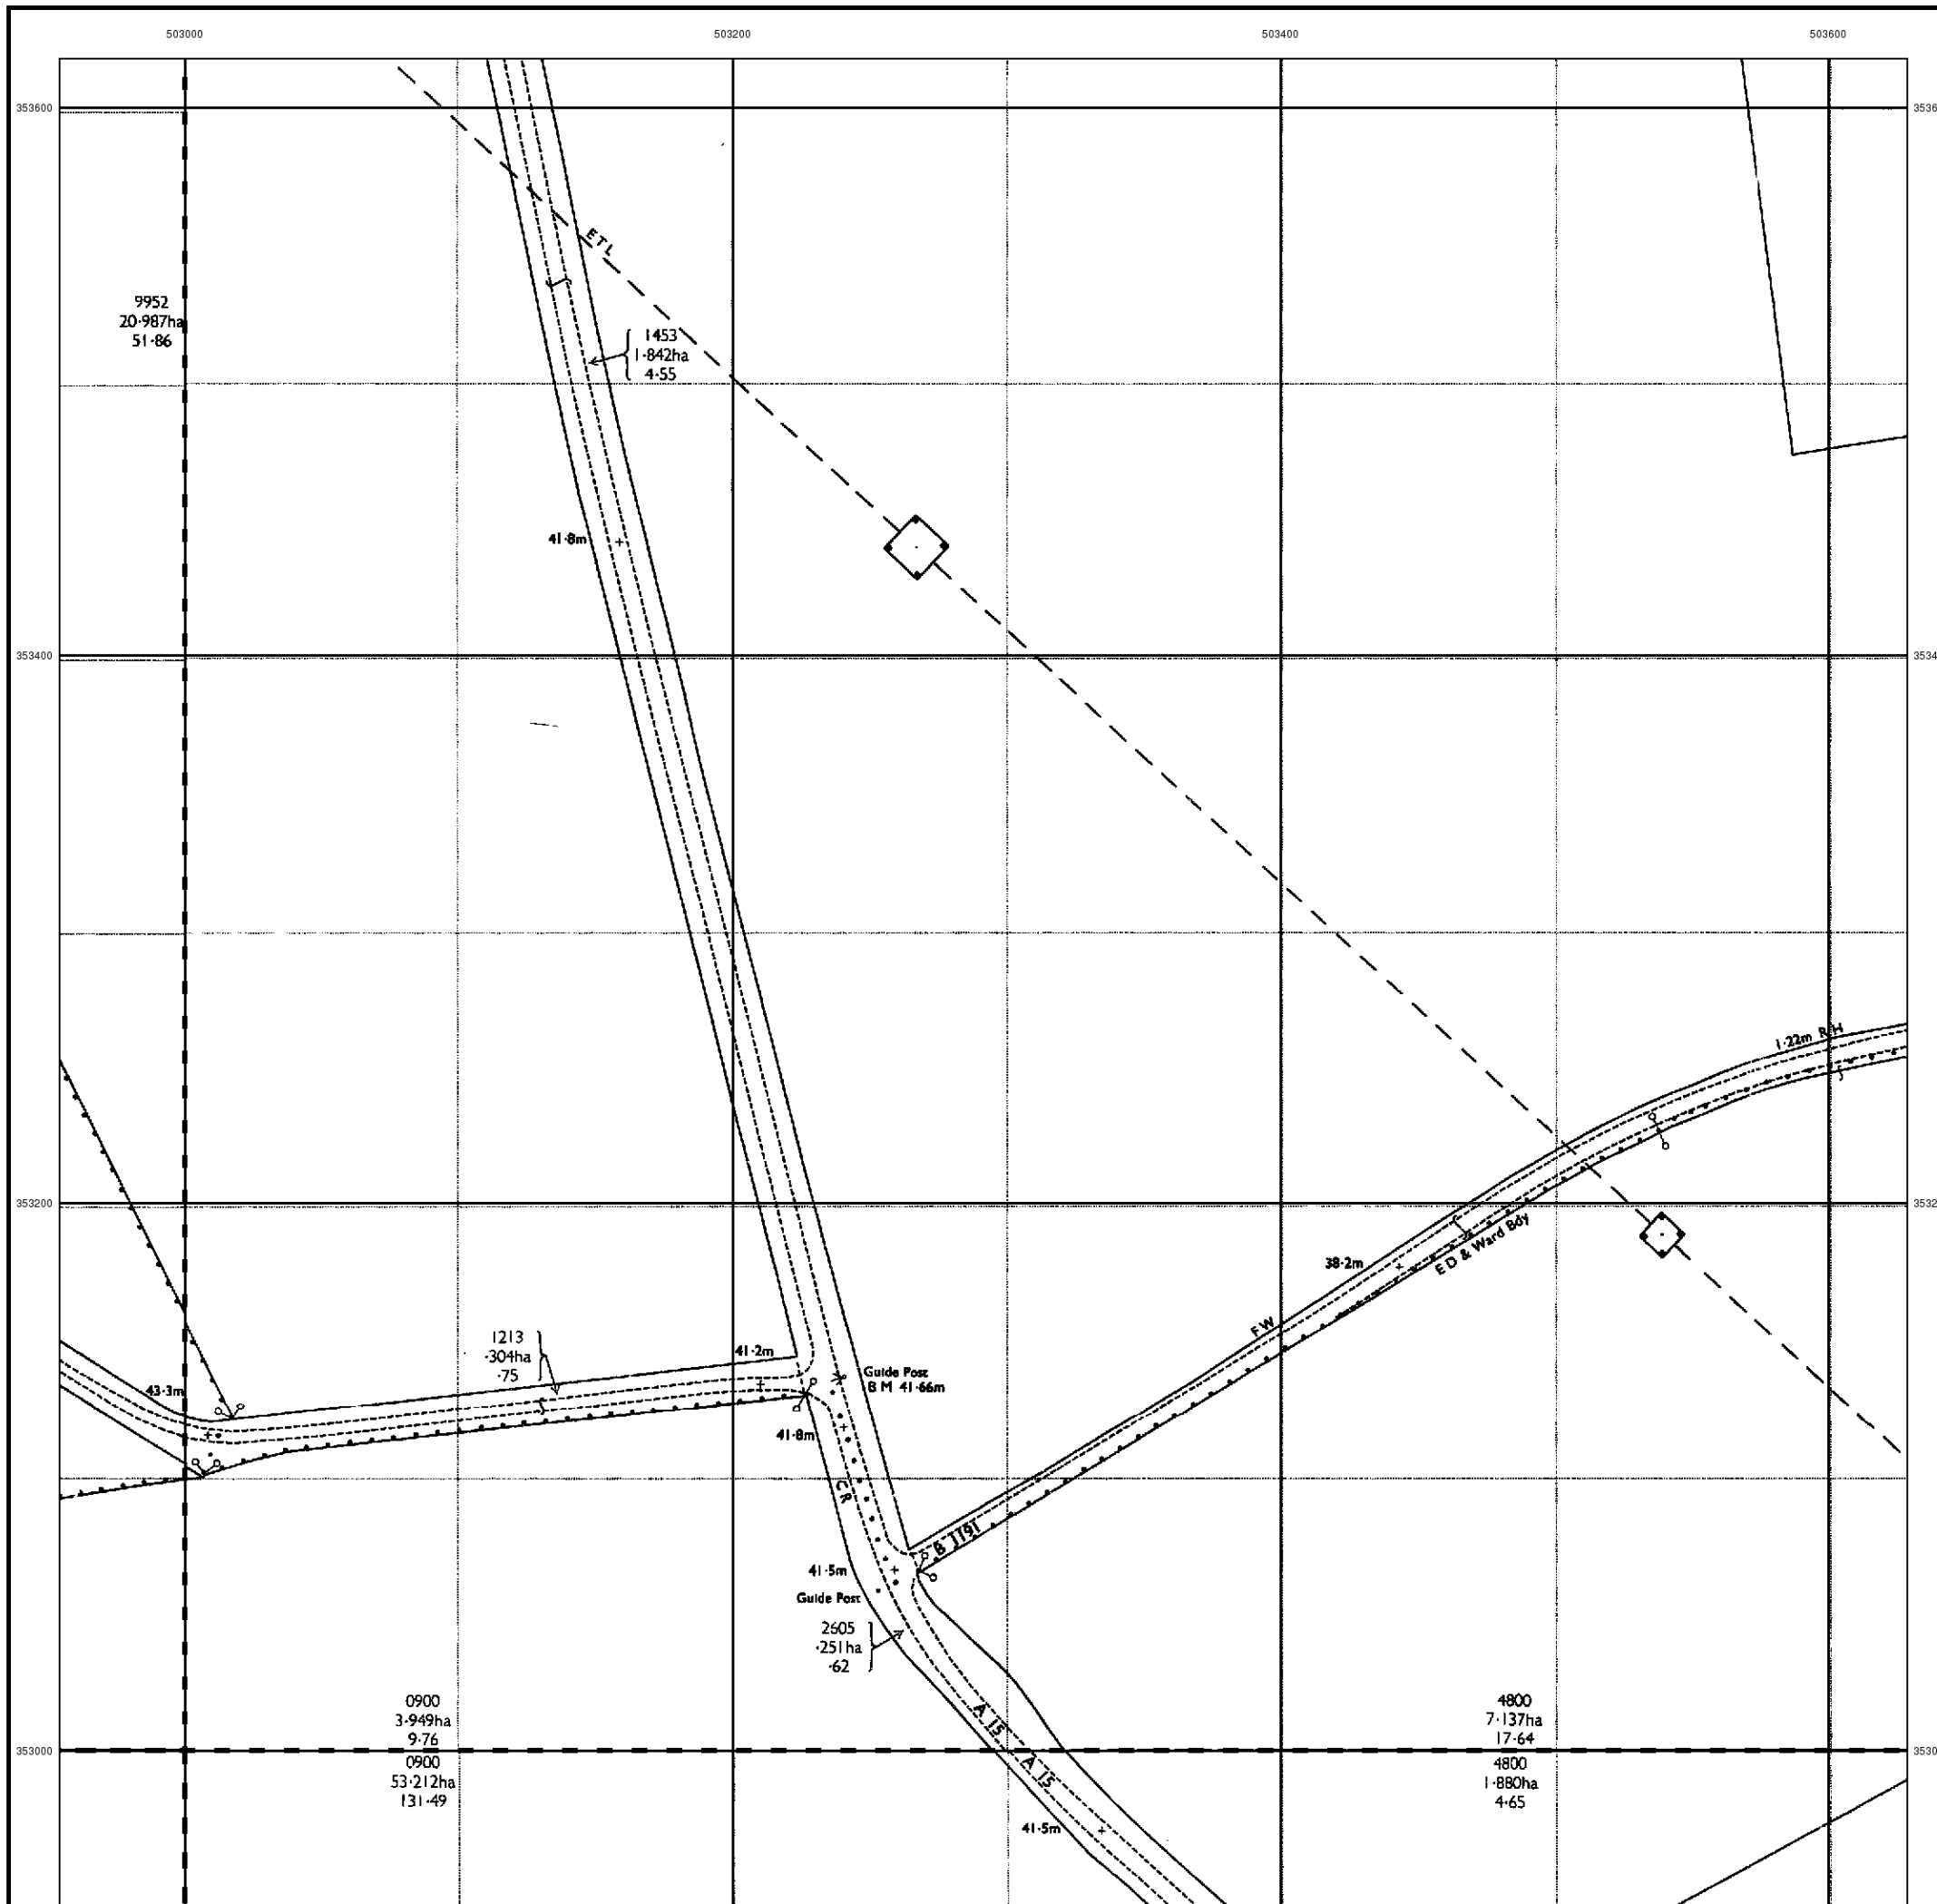 503000
503200
503400
503600
353600
ETL
9952
20·987ha
51·86
1453
1·842ha
4·55
41·8m
353400
1·22m RH
353200
ED & Ward Bdy
38·2m
FW
1213
·304ha
·75
41·2m
Guide Post
BM 41·66m
43·3m
41·8m
CR
B 1191
41·5m
Guide Post
2605
·251ha
·62
0900
3·949ha
9·76
4800
7·137ha
17·64
A 15
353000
0900
53·212ha
131·49
A 15
4800
1·880ha
4·65
41·5m